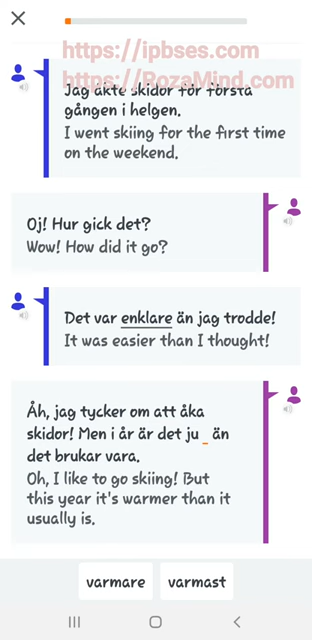 https://ipbses.com
https://RozaMind.com
Jag åkte skidor för första
gången i helgen.
I went skiing for the first time
on the weekend.
Oj! Hur gick det?
Wow! How did it go?
Det var enklare än jag trodde!
It was easier than I thought!
Åh, jag tycker om att åka
skidor! Men i år är det ju _ än
det brukar vara.
Oh, I like to go skiing! But
this year it's warmer than it
usually is.
varmare varmast